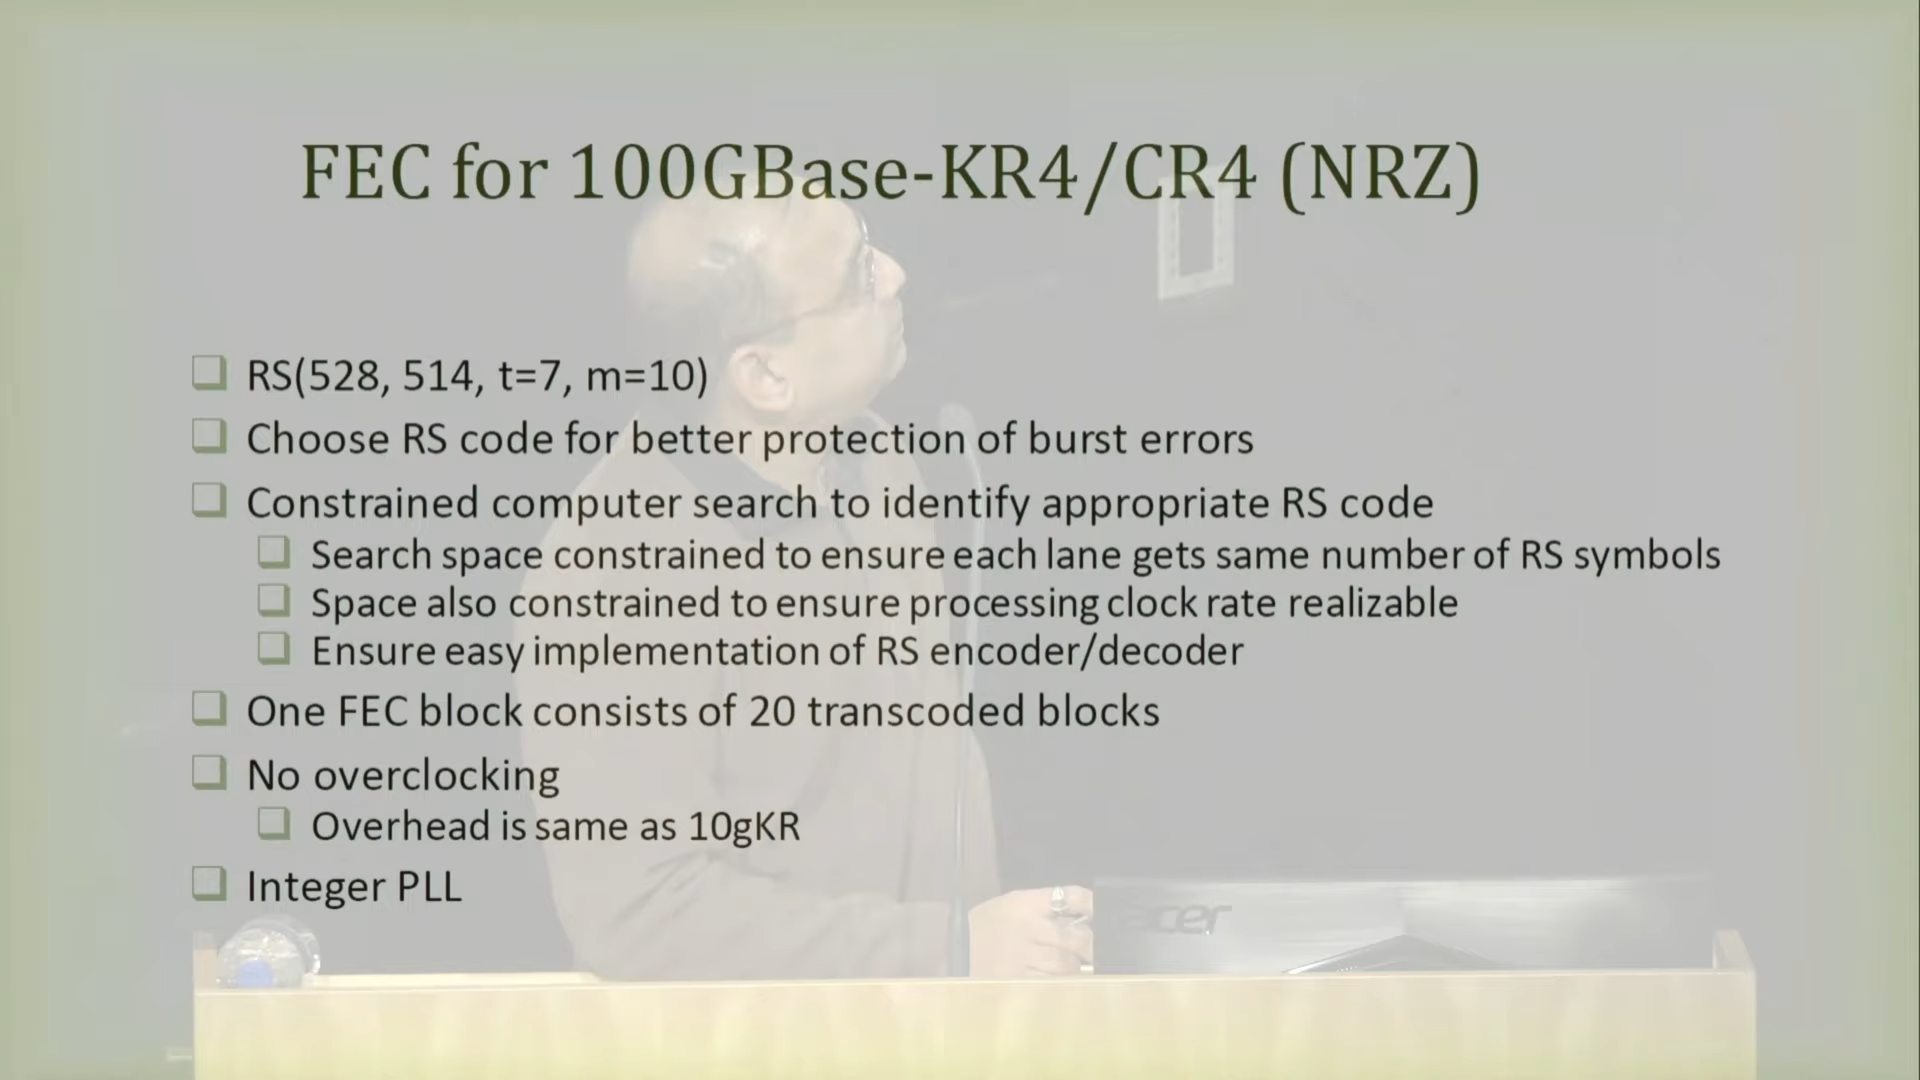 FEC for 100GBase-KR4/CR4 (NRZ)
RS(528, 514, t=7, m=10)
Choose RS code for better protection of burst errors
Constrained computer search to identify appropriate RS code
Search space constrained to ensure each lane gets same number of RS symbols
Space also constrained to ensure processing clock rate realizable
Ensure easy implementation of RS encoder/decoder
One FEC block consists of 20 transcoded blocks
No overclocking
Overhead is same as 10gKR
Integer PLL
acer